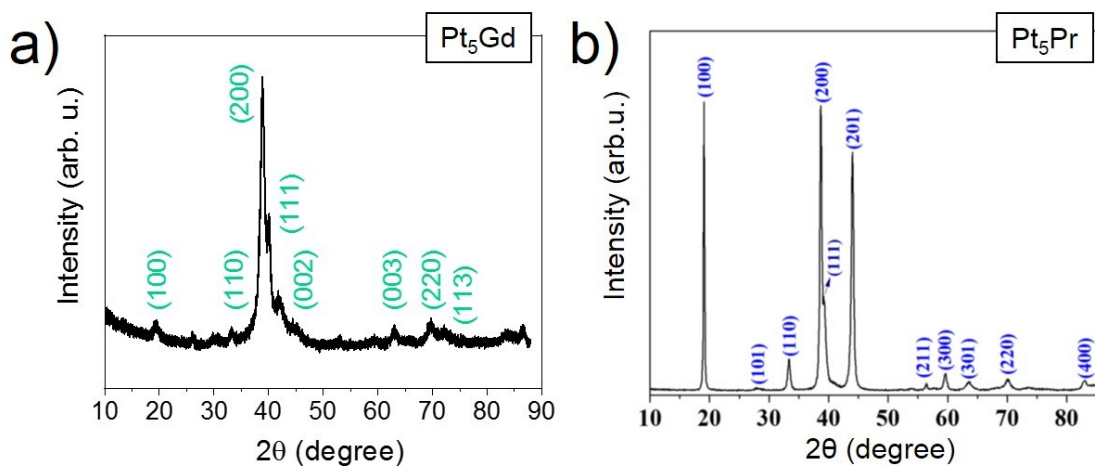 a)
Pt₅Gd
Intensity (arb. u.)
(100)
(110)
(200)
(111)
(002)
(003)
(220)
(113)
10 20 30 40 50 60 70 80 90
2θ (degree)
b)
Pt₅Pr
Intensity (arb.u.)
(100)
(101)
(110)
(200)
(111)
(201)
(211)
(300)
(301)
(220)
(400)
10 20 30 40 50 60 70 80
2θ (degree)